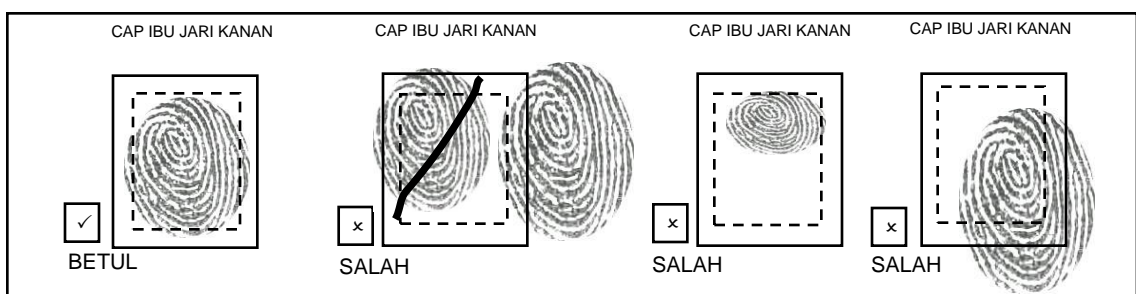 CAP IBU JARI KANAN
CAP IBU JARI KANAN
CAP IBU JARI KANAN
CAP IBU JARI KANAN
✓
x
x
x
BETUL
SALAH
SALAH
SALAH